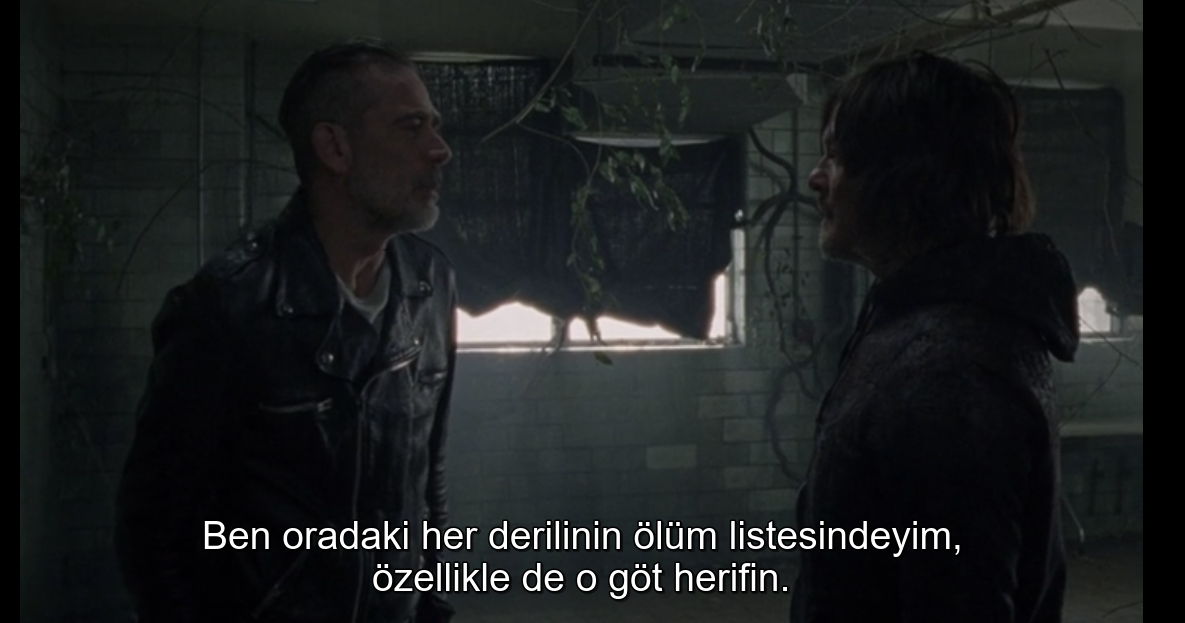 Ben oradaki her derilinin ölüm listesindeyim,
özellikle de o göt herifin.